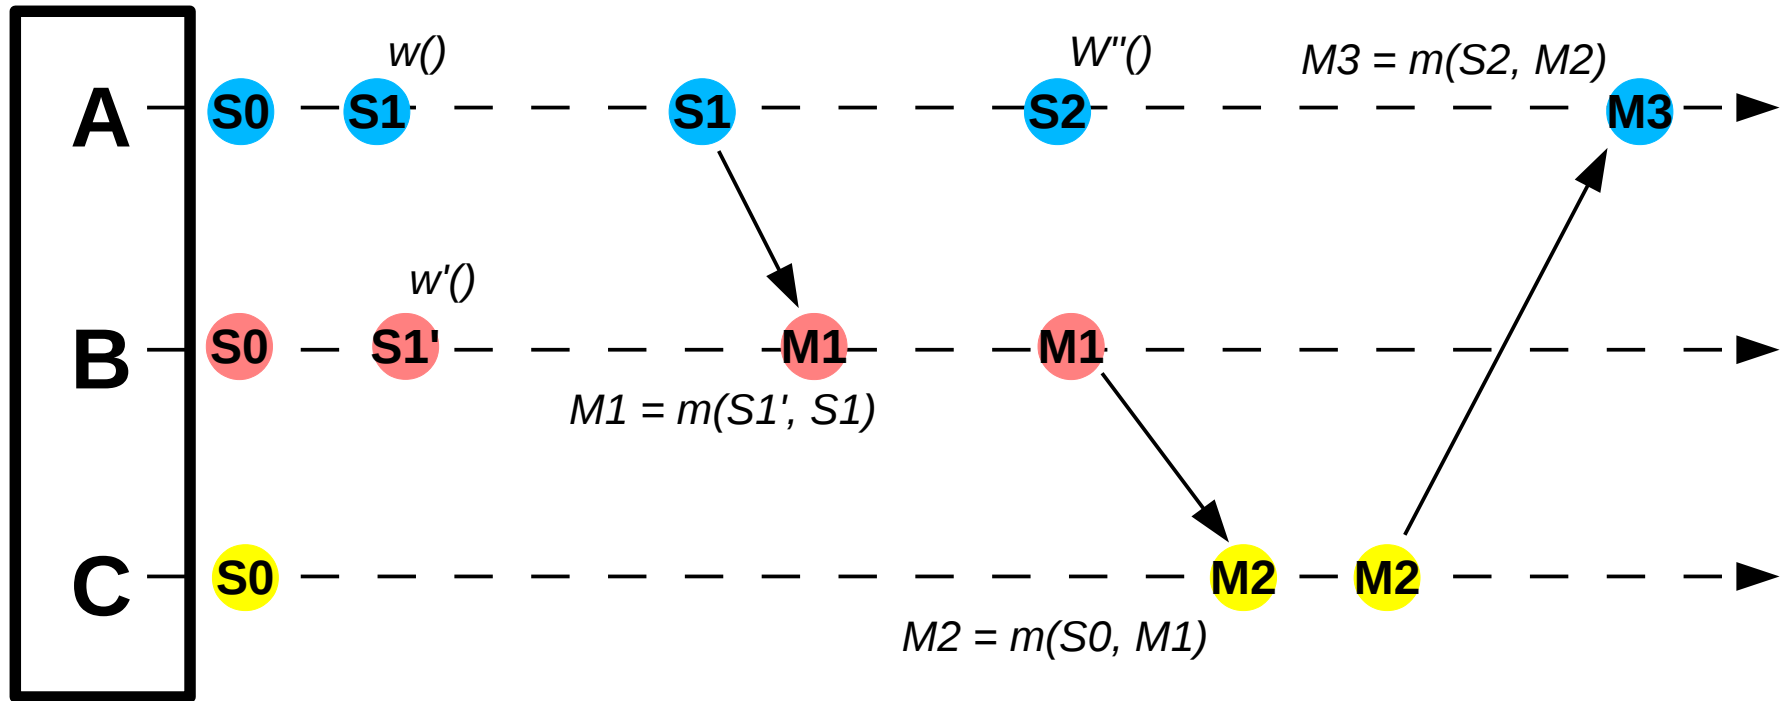 w()
W"()
M3 = m(S2, M2)
A S0 S1 S1 S2 M3
w'()
B S0 S1' M1 M1
M1 = m(S1', S1)
C S0 M2 M2
M2 = m(S0, M1)